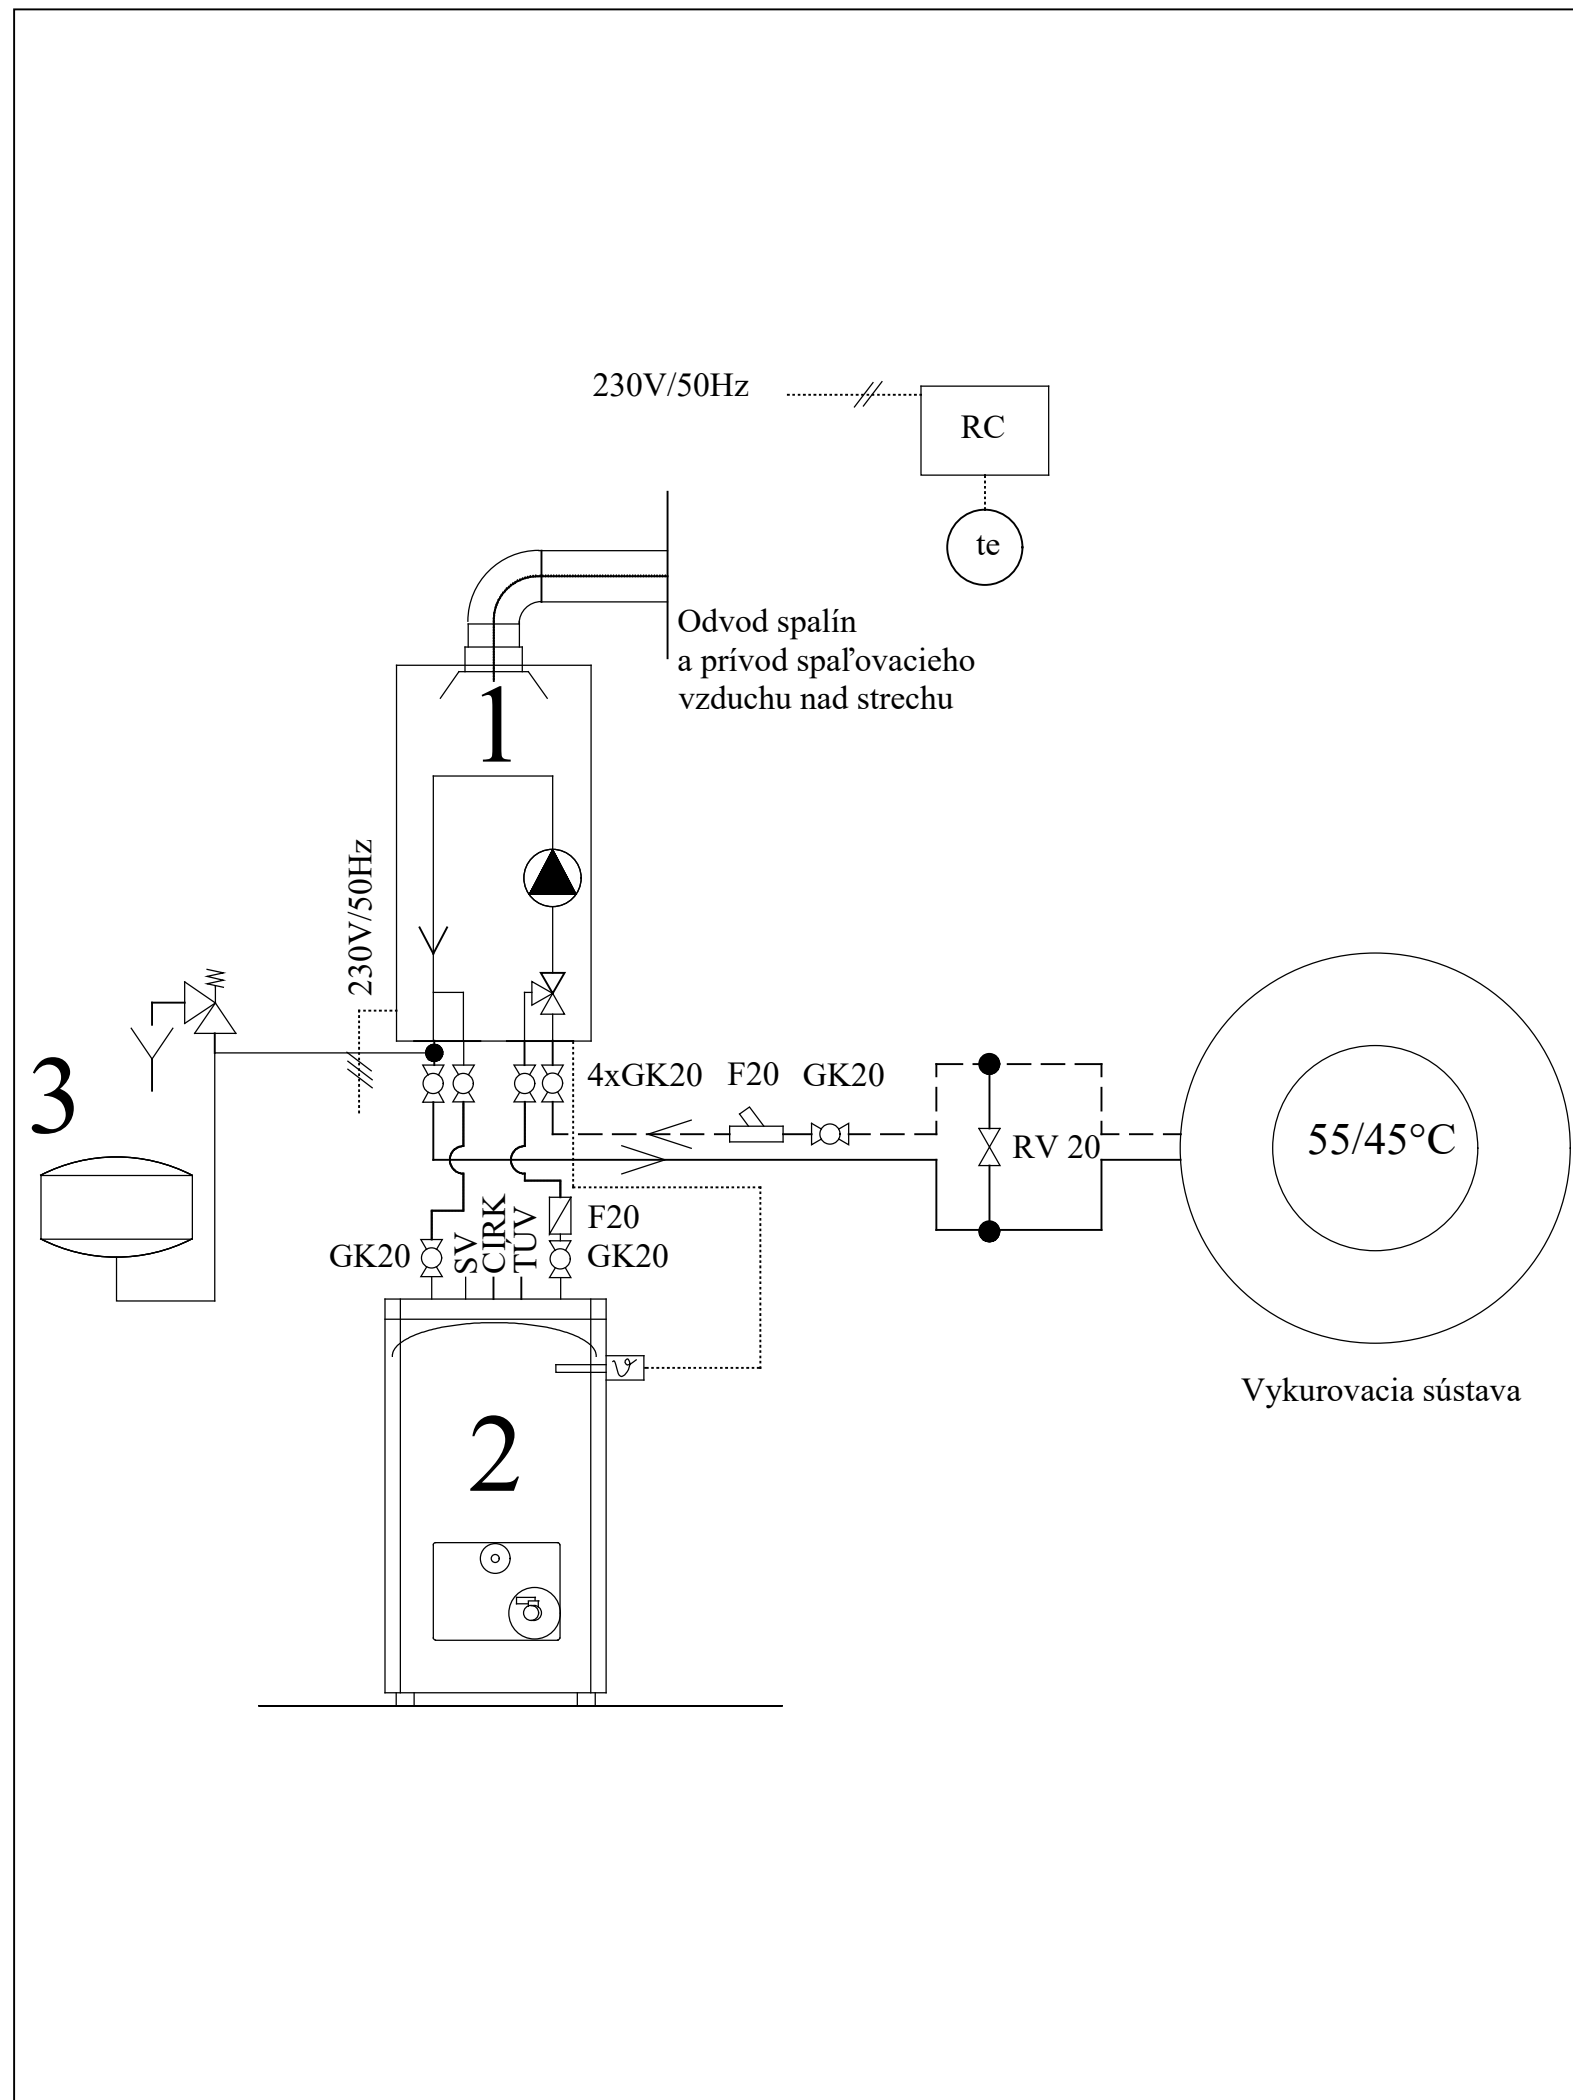 230V/50Hz
RC
te
Odvod spalín
a prívod spaľovacieho
vzduchu nad strechu
1
230V/50Hz
3
4xGK20
F20
GK20
RV 20
55/45°C
F20
GK20
SV
CÍRK
TÚV
GK20
Vykurovacia sústava
2